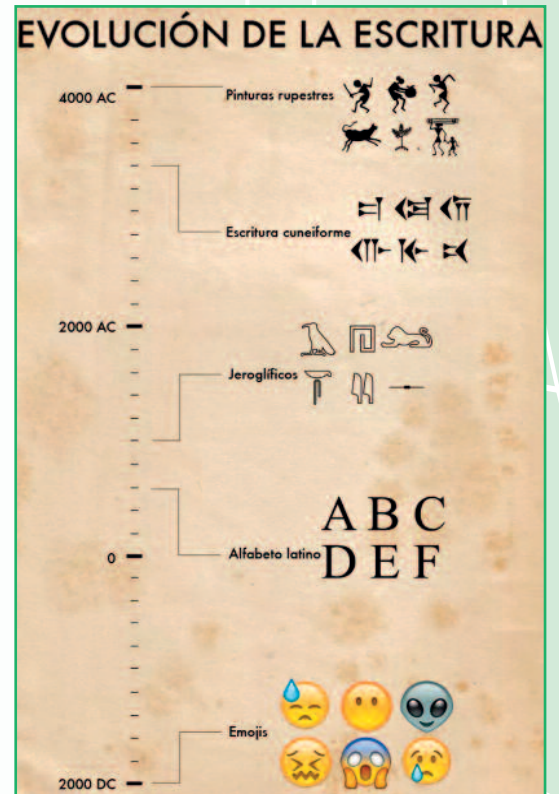 EVOLUCIÓN DE LA ESCRITURA
4000 AC
Pinturas rupestres
Escritura cuneiforme
2000 AC
Jeroglíficos
A B C
Alfabeto latino
D E F
0
Emojis
2000 DC